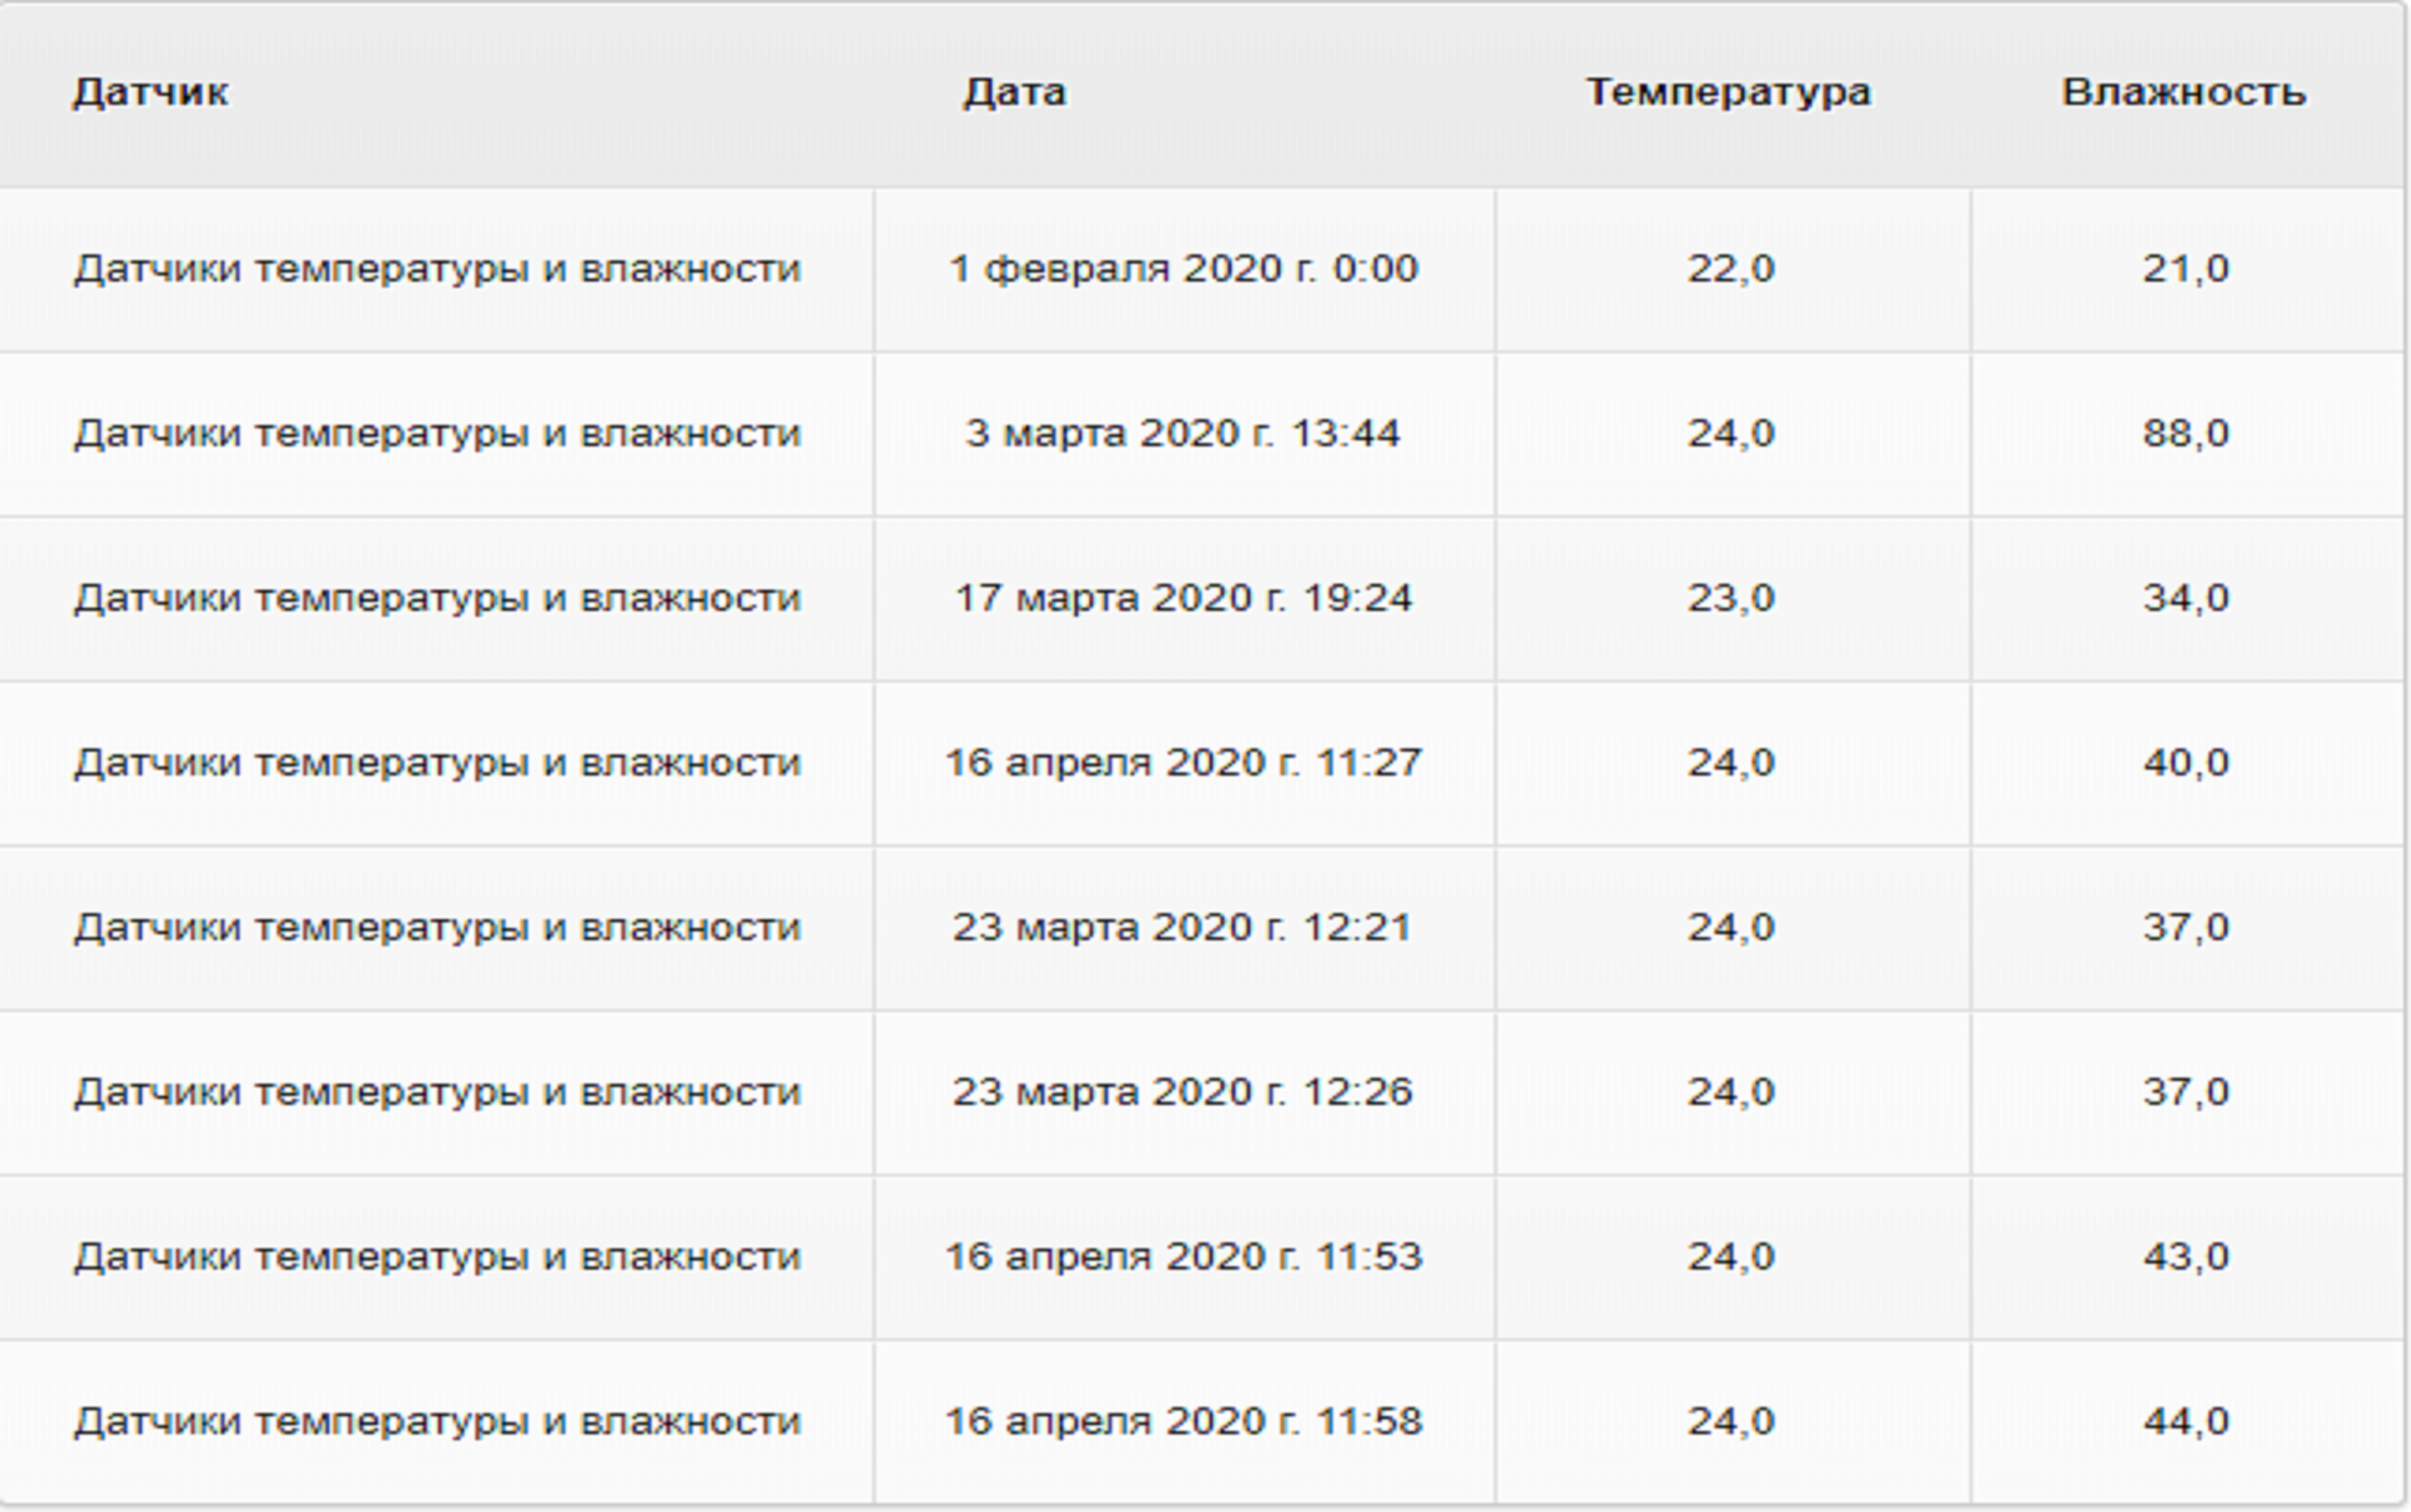 Датчик Дата Температура Влажность
Датчики температуры и влажности 1 февраля 2020 г. 0:00 22,0 21,0
Датчики температуры и влажности 3 марта 2020 г. 13:44 24,0 88,0
Датчики температуры и влажности 17 марта 2020 г. 19:24 23,0 34,0
Датчики температуры и влажности 16 апреля 2020 г. 11:27 24,0 40,0
Датчики температуры и влажности 23 марта 2020 г. 12:21 24,0 37,0
Датчики температуры и влажности 23 марта 2020 г. 12:26 24,0 37,0
Датчики температуры и влажности 16 апреля 2020 г. 11:53 24,0 43,0
Датчики температуры и влажности 16 апреля 2020 г. 11:58 24,0 44,0